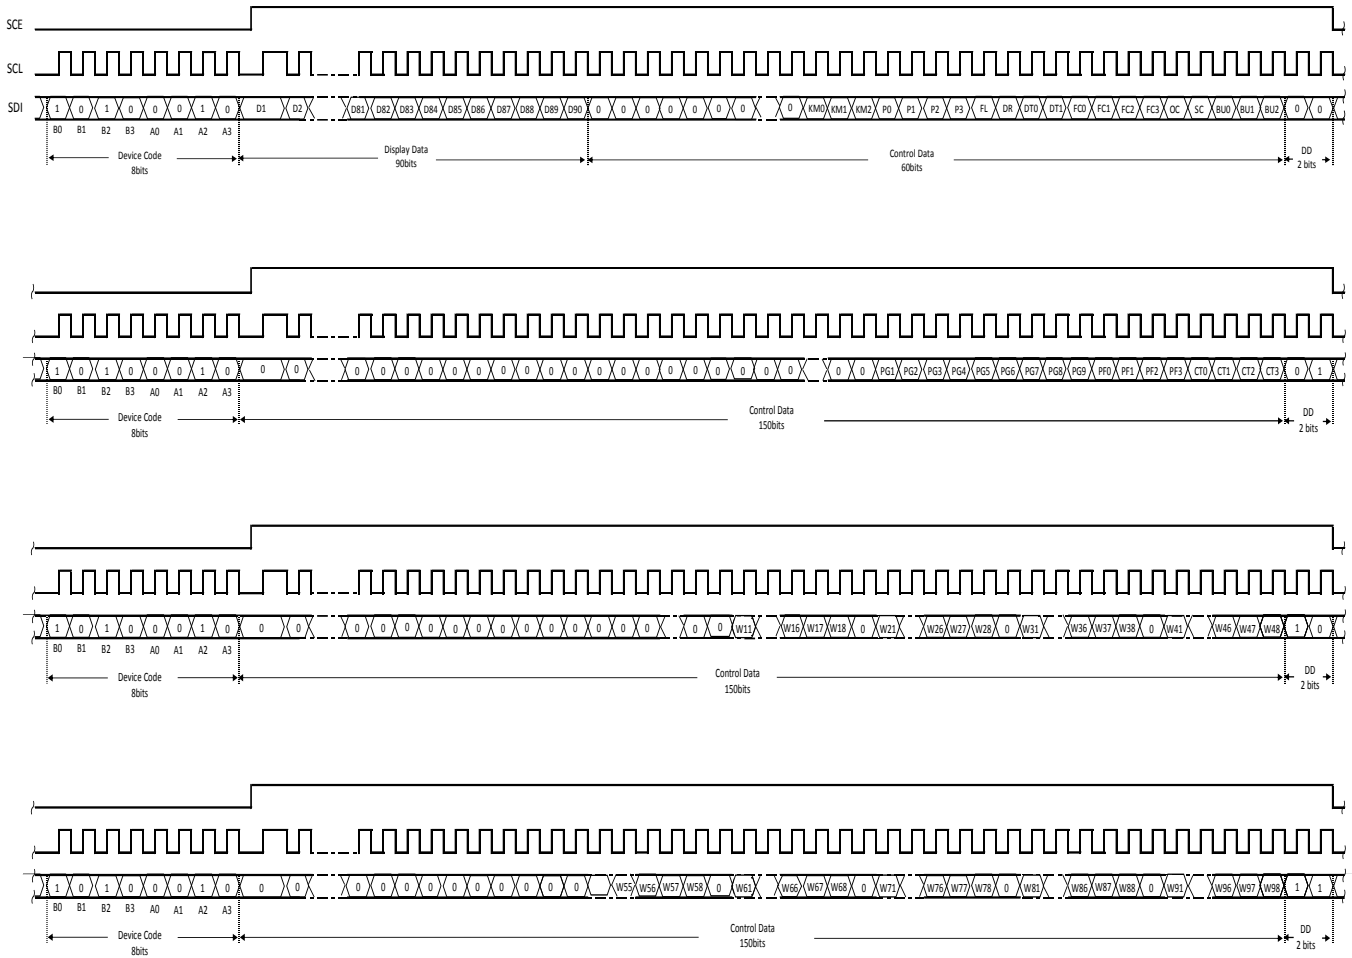 SCE
SCL
SDI 1 0 1 0 0 0 1 0 D1 D2 D81 D82 D83 D84 D85 D86 D87 D88 D89 D90 0 0 0 0 0 0 0 0 KM0 KM1 KM2 P0 P1 P2 P3 FL DR DT0 DT1 FC0 FC1 FC2 FC3 OC SC BU0 BU1 BU2 0 0
B0 B1 B2 B3 A0 A1 A2 A3
Device Code Display Data Control Data DD
8bits 90bits 60bits 2 bits
1 0 1 0 0 0 1 0 0 0 0 0 0 0 0 0 0 0 0 0 0 0 0 0 0 0 0 0 0 0 0 0 0 PG1 PG2 PG3 PG4 PG5 PG6 PG7 PG8 PG9 PF0 PF1 PF2 PF3 CT0 CT1 CT2 CT3 0 1
B0 B1 B2 B3 A0 A1 A2 A3
Device Code Control Data DD
8bits 150bits 2 bits
1 0 1 0 0 0 1 0 0 0 0 0 0 0 0 0 0 0 0 0 0 0 0 0 0 0 W11 W16 W17 W18 0 W21 W26 W27 W28 0 W31 W36 W37 W38 0 W41 W46 W47 W48 1 0
B0 B1 B2 B3 A0 A1 A2 A3
Device Code Control Data DD
8bits 150bits 2 bits
1 0 1 0 0 0 1 0 0 0 0 0 0 0 0 0 0 0 0 0 W55 W56 W57 W58 0 W61 W66 W67 W68 0 W71 W76 W77 W78 0 W81 W86 W87 W88 0 W91 W96 W97 W98 1 1
B0 B1 B2 B3 A0 A1 A2 A3
Device Code Control Data DD
8bits 150bits 2 bits